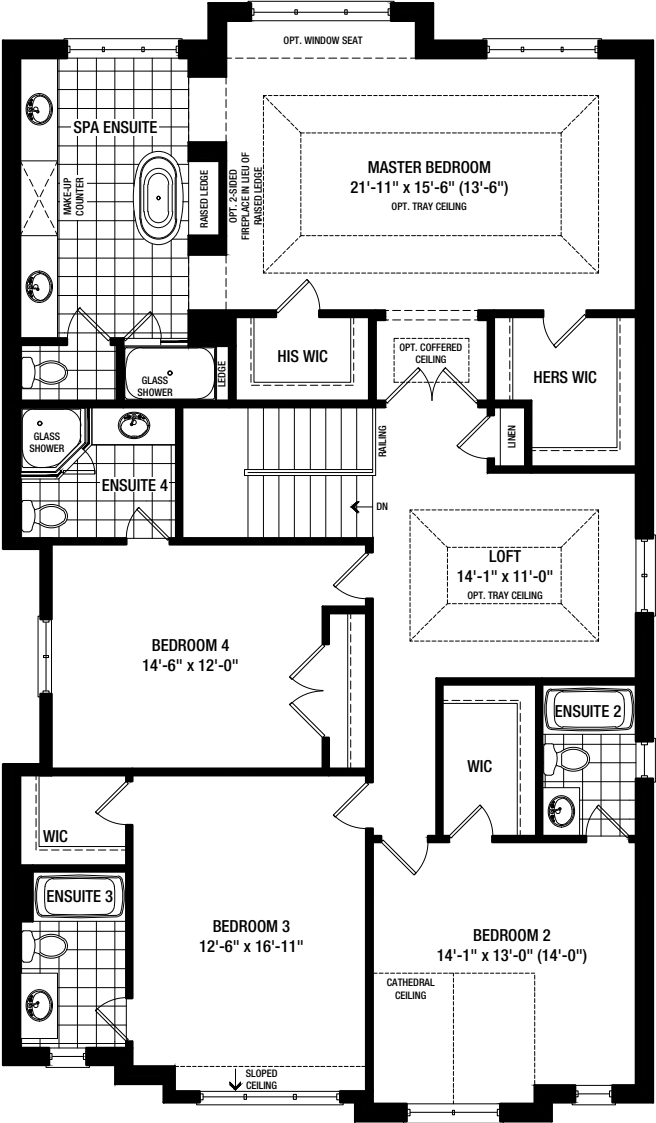 OPT. WINDOW SEAT
SPA ENSUITE
MAKE-UP
COUNTER
RAISED LEDGE
OPT. 2-SIDED
FIREPLACE IN LIEU OF
RAISED LEDGE
MASTER BEDROOM
21'-11" x 15'-6" (13'-6")
OPT. TRAY CEILING
GLASS
SHOWER
LEDGE
HIS WIC
OPT. COFFERED
CEILING
HERS WIC
GLASS
SHOWER
ENSUITE 4
RAILING
LINEN
DN
LOFT
14'-1" x 11'-0"
OPT. TRAY CEILING
BEDROOM 4
14'-6" x 12'-0"
ENSUITE 2
WIC
WIC
ENSUITE 3
BEDROOM 3
12'-6" x 16'-11"
BEDROOM 2
14'-1" x 13'-0" (14'-0")
CATHEDRAL
CEILING
SLOPED
CEILING